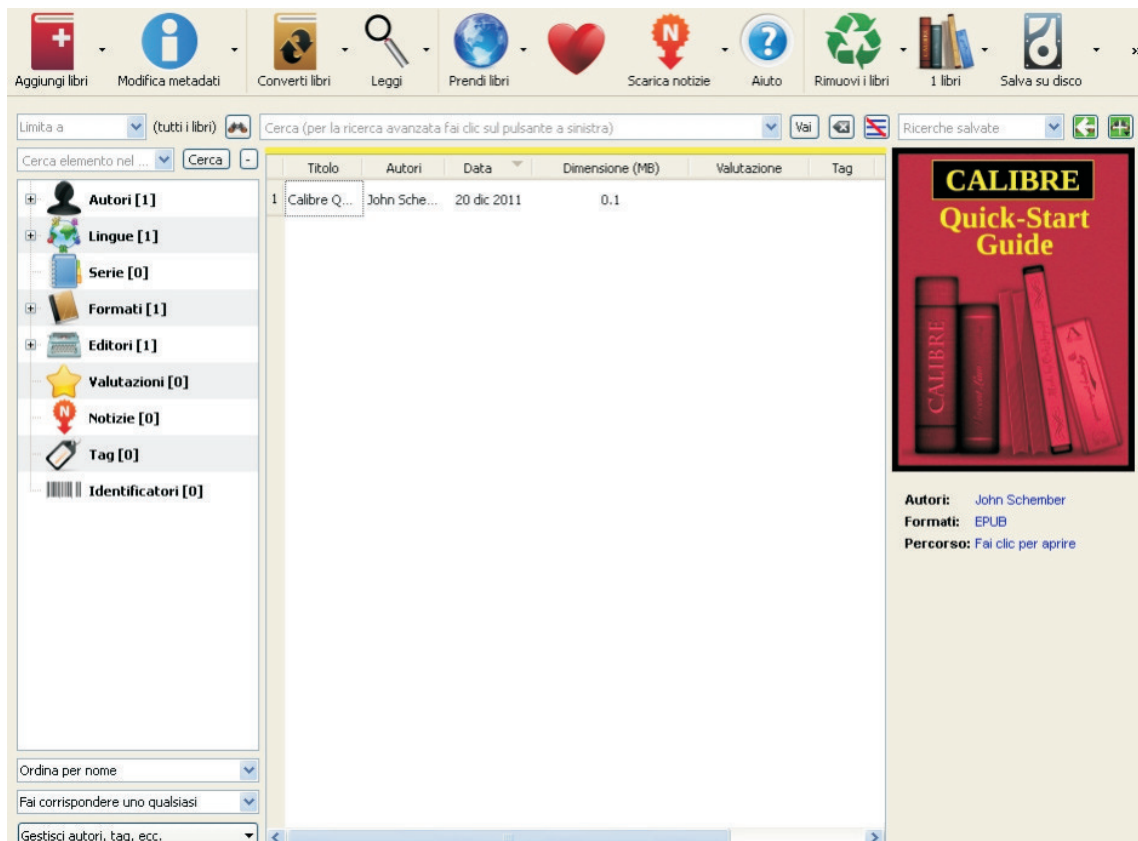 Aggiungi libri Modifica metadati Converti libri Leggi Prendi libri Scarica notizie Aiuto Rimuovi i libri 1 libri Salva su disco »
Limita a (tutti i libri) Cerca (per la ricerca avanzata fai clic sul pulsante a sinistra) Vai Ricerche salvate
Cerca elemento nel ... Cerca -
Titolo Autori Data Dimensione (MB) Valutazione Tag
1 Calibre Q... John Sche... 20 dic 2011 0.1
Autori [1]
Lingue [1]
Serie [0]
Formati [1]
Editori [1]
Valutazioni [0]
N
Notizie [0]
Tag [0]
Identificatori [0]
Ordina per nome
Fai corrispondere uno qualsiasi
Gestisci autori, tag, ecc.
CALIBRE
Quick-Start
Guide
CALIBRE
Autori: John Schember
Formati: EPUB
Percorso: Fai clic per aprire